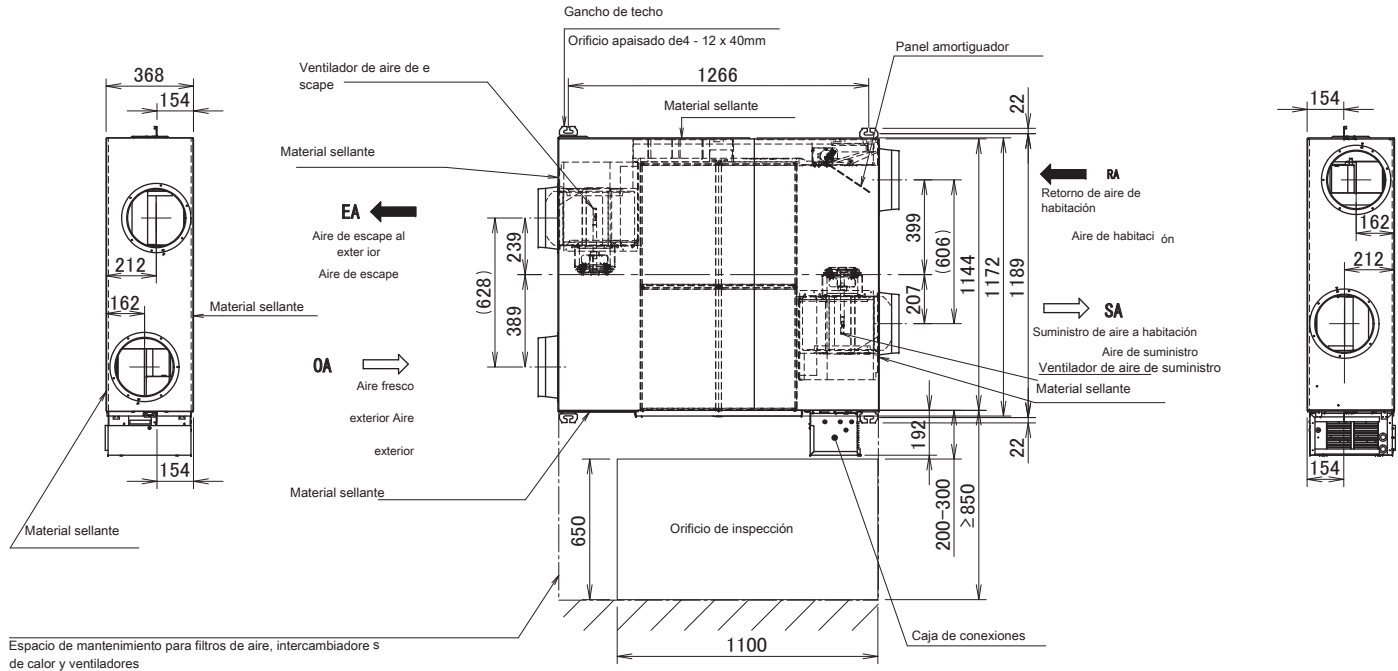 Gancho de techo
Orificio apaisado de4 - 12 x 40mm
Panel amortiguador
Ventilador de aire de e
scape
1266
368
154
Material sellante
22
154
Material sellante
EA
Aire de escape al
exter ior
Aire de escape
239
(628)
389
399
(606)
207
1144
1172
1189
RA
Retorno de aire de
habitación
Aire de habitaci ón
162
212
212
162
Material sellante
SA
Suministro de aire a habitación
Aire de suministro
Ventilador de aire de suministro
Material sellante
OA
Aire fresco
exterior Aire
exterior
192
22
154
154
Material sellante
Material sellante
650
Orificio de inspección
200-300
≥850
1100
Caja de conexiones
Espacio de mantenimiento para filtros de aire, intercambiadore s
de calor y ventiladores